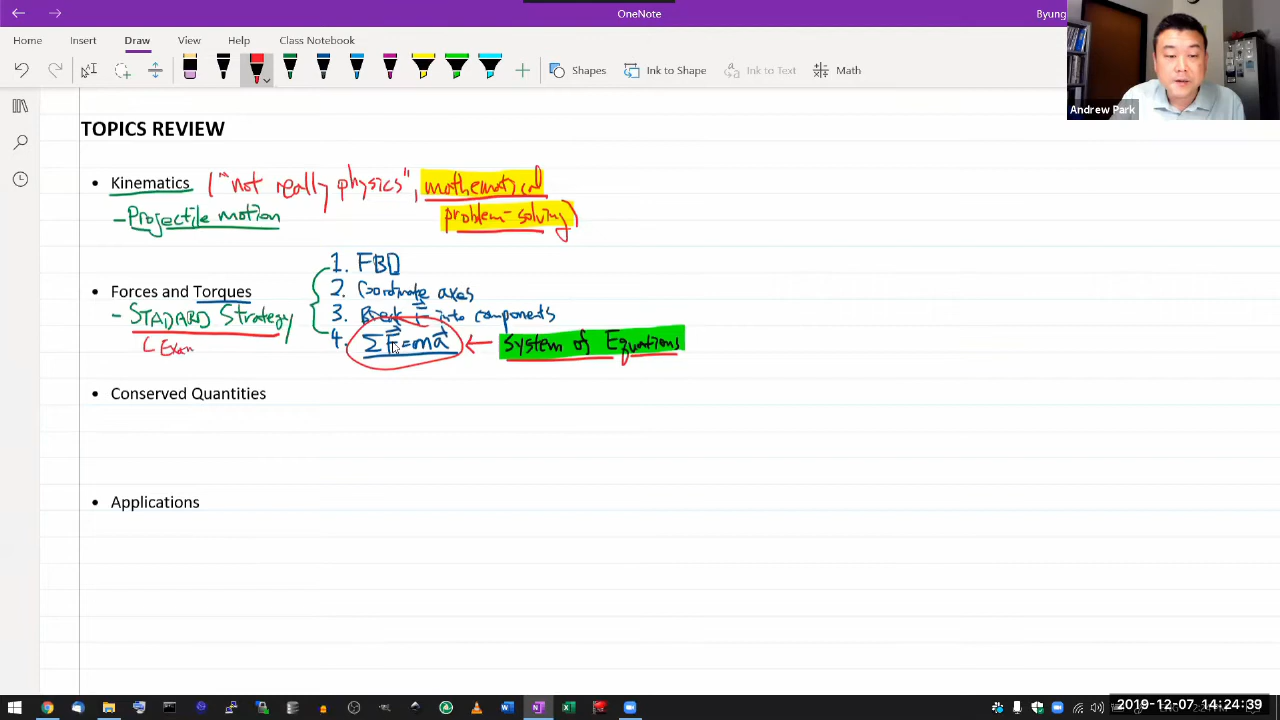 OneNote
Byung
Home Insert Draw View Help Class Notebook
Shapes Ink to Shape Ink to Text Math
Andrew Park
TOPICS REVIEW
• Kinematics ("not really physics", mathematical
problem-solving)
- Projectile motion
1. FBD
2. Coordinate axes
• Forces and Torques
3. Break F into components
- STADARD Strategy
4. ΣF=ma ← System of Equations
Exam
• Conserved Quantities
• Applications
2019-12-07 14:24:39